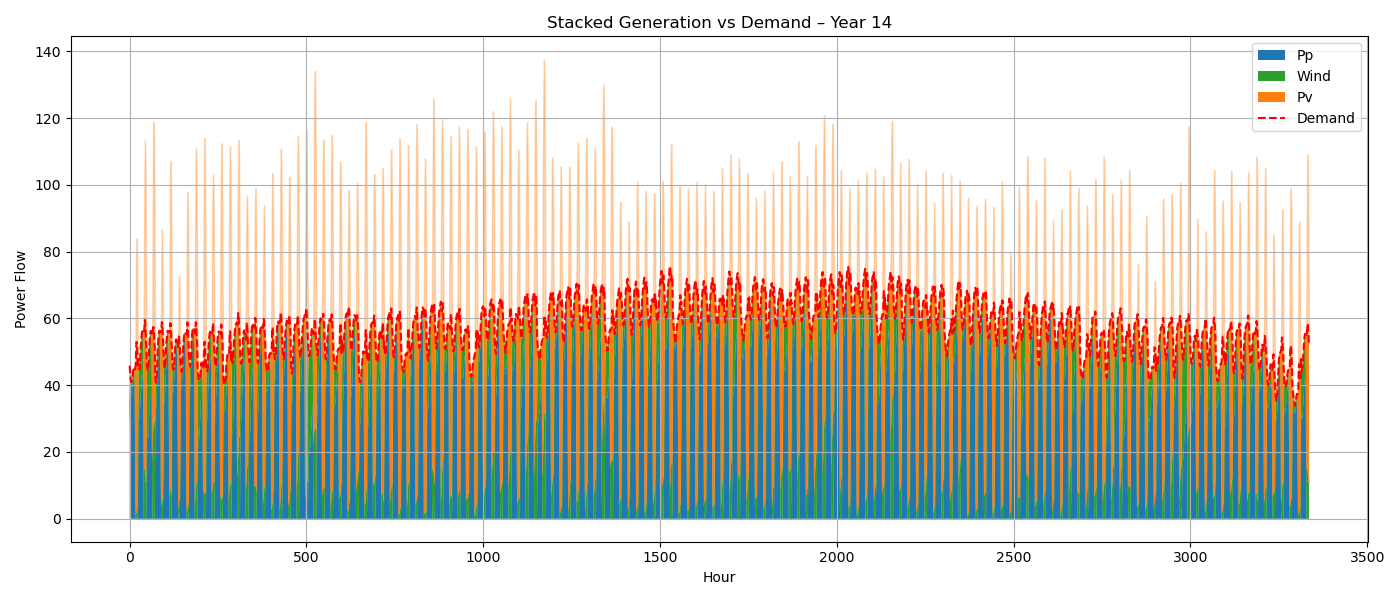 Stacked Generation vs Demand – Year 14
Power Flow
140
120
100
80
60
40
20
0
Pp
Wind
Pv
Demand
0 500 1000 1500 2000 2500 3000 3500
Hour